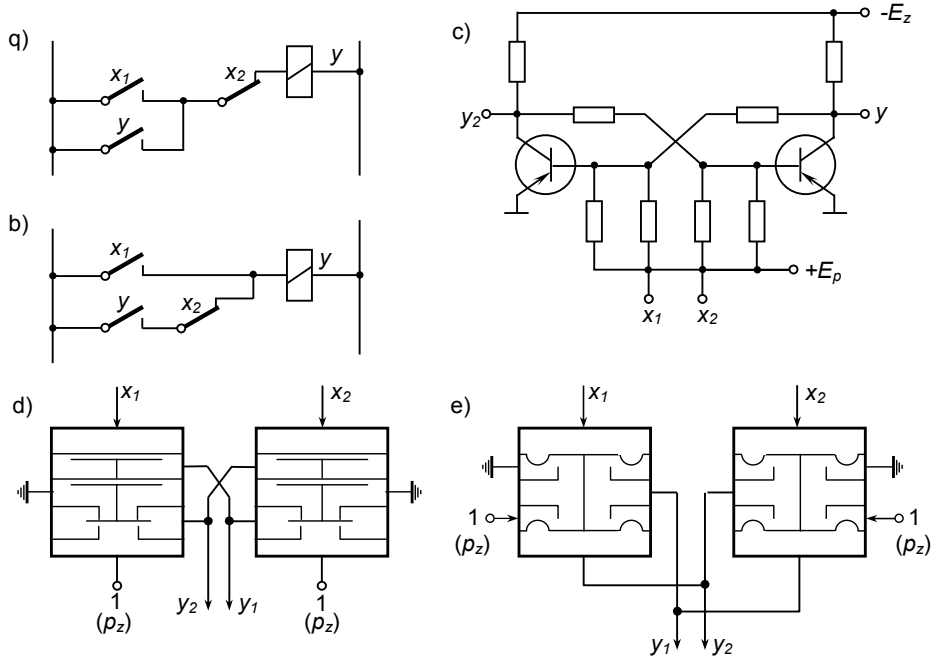 q)
x1
x2
y
y
b)
x1
y
y
x2
c)
-Ez
y2
y
+Ep
x1
x2
d)
x1
x2
1
(pz)
y2
y1
1
(pz)
e)
x1
x2
1
(pz)
1
(pz)
y1
y2